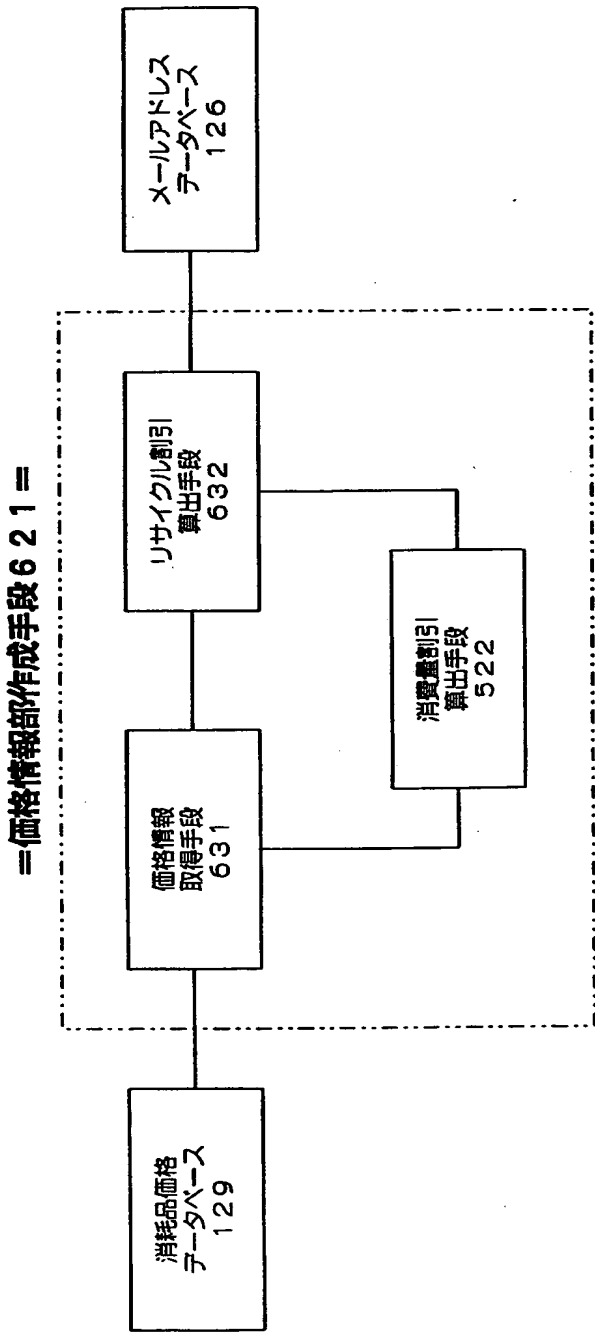 =価格情報部作成手段621=
消耗品価格
データベース
129
価格情報
取得手段
631
リサイクル割引
算出手段
632
消費量割引
算出手段
522
メールアドレス
データベース
126